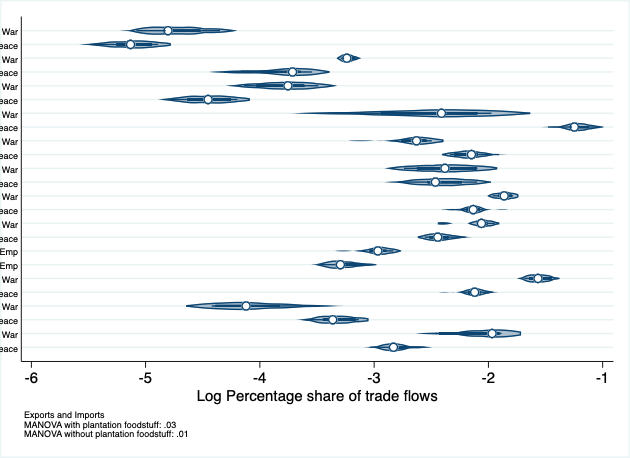 War
eace
War
eace
War
eace
War
eace
War
eace
War
eace
War
eace
War
eace
Emp
Emp
War
eace
War
eace
War
eace
-6 -5 -4 -3 -2 -1
Log Percentage share of trade flows
Exports and Imports
MANOVA with plantation foodstuff: .03
MANOVA without plantation foodstuff: .01